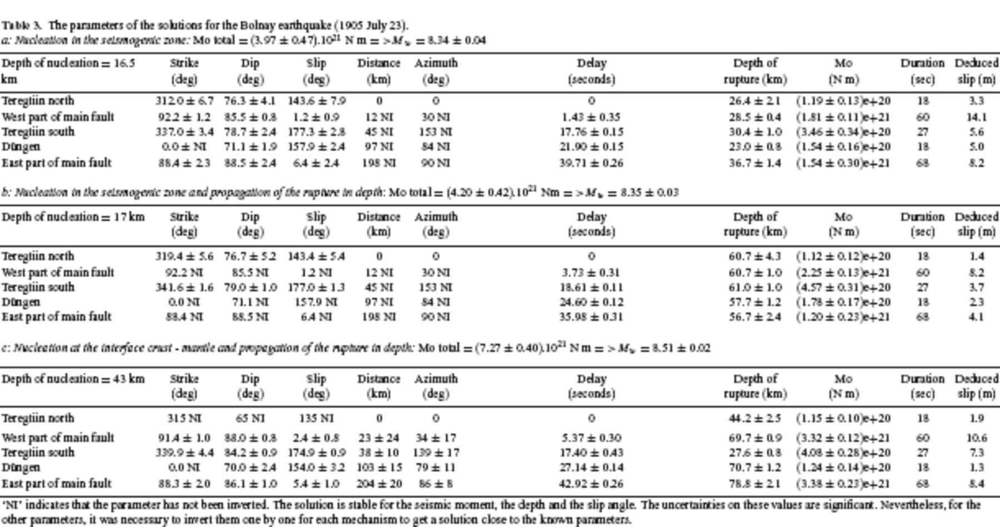 Table 3. The parameters of the solutions for the Bolnay earthquake (1905 July 23).
a: Nucleation in the seismogenic zone: Mo total = (3.97 ± 0.47).10²¹ N m = > Mw = 8.34 ± 0.04
Depth of nucleation = 16.5 Strike Dip Slip Distance Azimuth Delay Depth of Mo Duration Deduced
km (deg) (deg) (deg) (km) (deg) (seconds) rupture (km) (N m) (sec) slip (m)
Teregtiin north 312.0 ± 6.7 76.3 ± 4.1 143.6 ± 7.9 0 0 0 26.4 ± 2.1 (1.19 ± 0.13)e+20 18 3.3
West part of main fault 92.2 ± 1.2 85.5 ± 0.8 1.2 ± 0.9 12 NI 30 NI 1.43 ± 0.35 28.5 ± 0.4 (1.81 ± 0.11)e+21 60 14.1
Teregtiin south 337.0 ± 3.4 78.7 ± 2.4 177.3 ± 2.8 45 NI 153 NI 17.76 ± 0.15 30.4 ± 1.0 (3.46 ± 0.34)e+20 27 5.6
Düngen 0.0 ± NI 71.1 ± 1.9 157.9 ± 2.4 97 NI 84 NI 21.90 ± 0.15 23.0 ± 0.8 (1.54 ± 0.16)e+20 18 5.0
East part of main fault 88.4 ± 2.3 88.5 ± 2.4 6.4 ± 2.4 198 NI 90 NI 39.71 ± 0.26 36.7 ± 1.4 (1.54 ± 0.30)e+21 68 8.2
b: Nucleation in the seismogenic zone and propagation of the rupture in depth: Mo total = (4.20 ± 0.42).10²¹ Nm = > Mw = 8.35 ± 0.03
Depth of nucleation = 17 km Strike Dip Slip Distance Azimuth Delay Depth of Mo Duration Deduced
(deg) (deg) (deg) (km) (deg) (seconds) rupture (km) (N m) (sec) slip (m)
Teregtiin north 319.4 ± 5.6 76.7 ± 5.2 143.4 ± 5.4 0 0 0 60.7 ± 4.3 (1.12 ± 0.12)e+20 18 1.4
West part of main fault 92.2 NI 85.5 NI 1.2 NI 12 NI 30 NI 3.73 ± 0.31 60.7 ± 1.0 (2.25 ± 0.13)e+21 60 8.2
Teregtiin south 341.6 ± 1.6 79.0 ± 1.0 177.0 ± 1.3 45 NI 153 NI 18.61 ± 0.11 61.0 ± 1.0 (4.57 ± 0.31)e+20 27 3.7
Düngen 0.0 NI 71.1 NI 157.9 NI 97 NI 84 NI 24.60 ± 0.12 57.7 ± 1.2 (1.78 ± 0.17)e+20 18 2.3
East part of main fault 88.4 NI 88.5 NI 6.4 NI 198 NI 90 NI 35.98 ± 0.31 56.7 ± 2.4 (1.20 ± 0.23)e+21 68 4.1
c: Nucleation at the interface crust - mantle and propagation of the rupture in depth: Mo total = (7.27 ± 0.40).10²¹ N m = > Mw = 8.51 ± 0.02
Depth of nucleation = 43 km Strike Dip Slip Distance Azimuth Delay Depth of Mo Duration Deduced
(deg) (deg) (deg) (km) (deg) (seconds) rupture (km) (N m) (sec) slip (m)
Teregtiin north 315 NI 65 NI 135 NI 0 0 0 44.2 ± 2.5 (1.15 ± 0.10)e+20 18 1.9
West part of main fault 91.4 ± 1.0 88.0 ± 0.8 2.4 ± 0.8 23 ± 24 34 ± 17 5.37 ± 0.30 69.7 ± 0.9 (3.32 ± 0.12)e+21 60 10.6
Teregtiin south 339.9 ± 4.4 84.2 ± 0.9 174.9 ± 0.9 38 ± 10 139 ± 17 17.40 ± 0.43 27.6 ± 0.8 (4.08 ± 0.28)e+20 27 7.3
Düngen 0.0 NI 70.0 ± 2.4 154.0 ± 3.2 103 ± 15 79 ± 11 27.14 ± 0.14 70.7 ± 1.2 (1.24 ± 0.14)e+20 18 1.3
East part of main fault 88.3 ± 2.0 86.1 ± 1.0 5.4 ± 1.0 204 ± 20 86 ± 8 42.92 ± 0.26 78.8 ± 2.1 (3.38 ± 0.23)e+21 68 8.4
'NI' indicates that the parameter has not been inverted. The solution is stable for the seismic moment, the depth and the slip angle. The uncertainties on these values are significant. Nevertheless, for the
other parameters, it was necessary to invert them one by one for each mechanism to get a solution close to the known parameters.